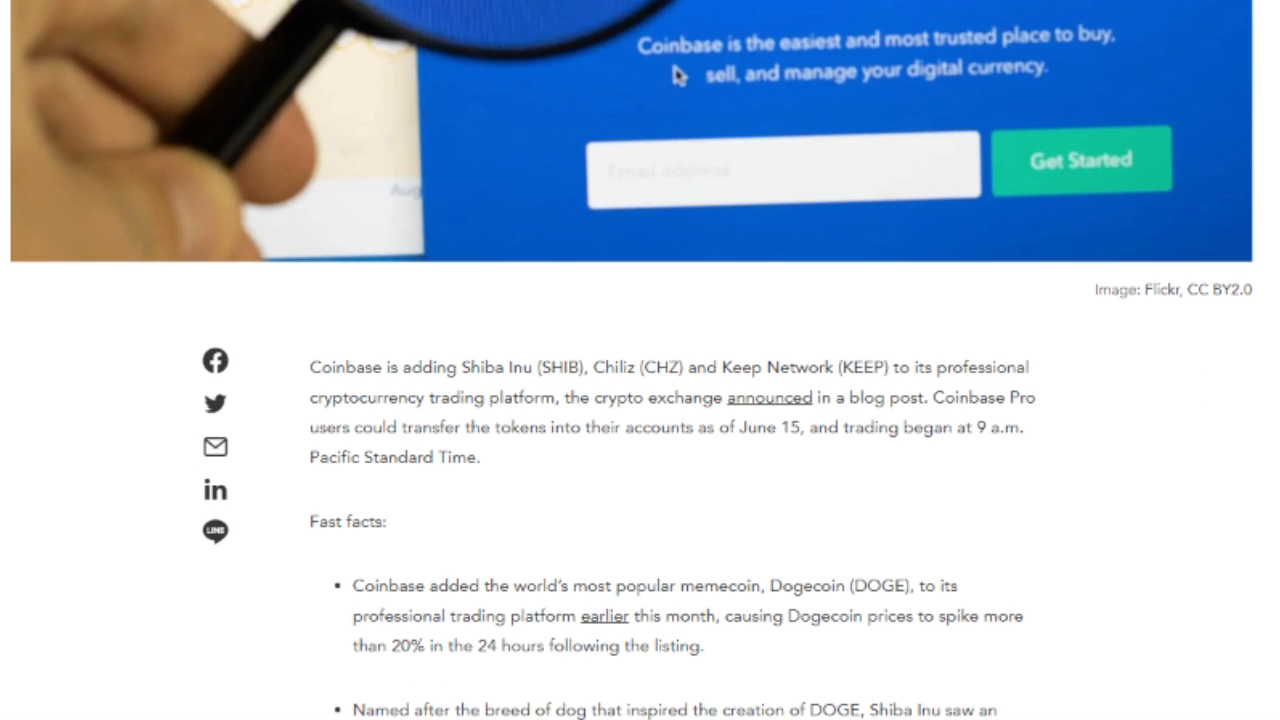 Coinbase is the easiest and most trusted place to buy,
sell, and manage your digital currency.
Email address
Get Started
Aug
Image: Flickr, CC BY2.0
Coinbase is adding Shiba Inu (SHIB), Chiliz (CHZ) and Keep Network (KEEP) to its professional
cryptocurrency trading platform, the crypto exchange announced in a blog post. Coinbase Pro
users could transfer the tokens into their accounts as of June 15, and trading began at 9 a.m.
Pacific Standard Time.
in
LINE
Fast facts:
• Coinbase added the world's most popular memecoin, Dogecoin (DOGE), to its
professional trading platform earlier this month, causing Dogecoin prices to spike more
than 20% in the 24 hours following the listing.
• Named after the breed of dog that inspired the creation of DOGE, Shiba Inu saw an